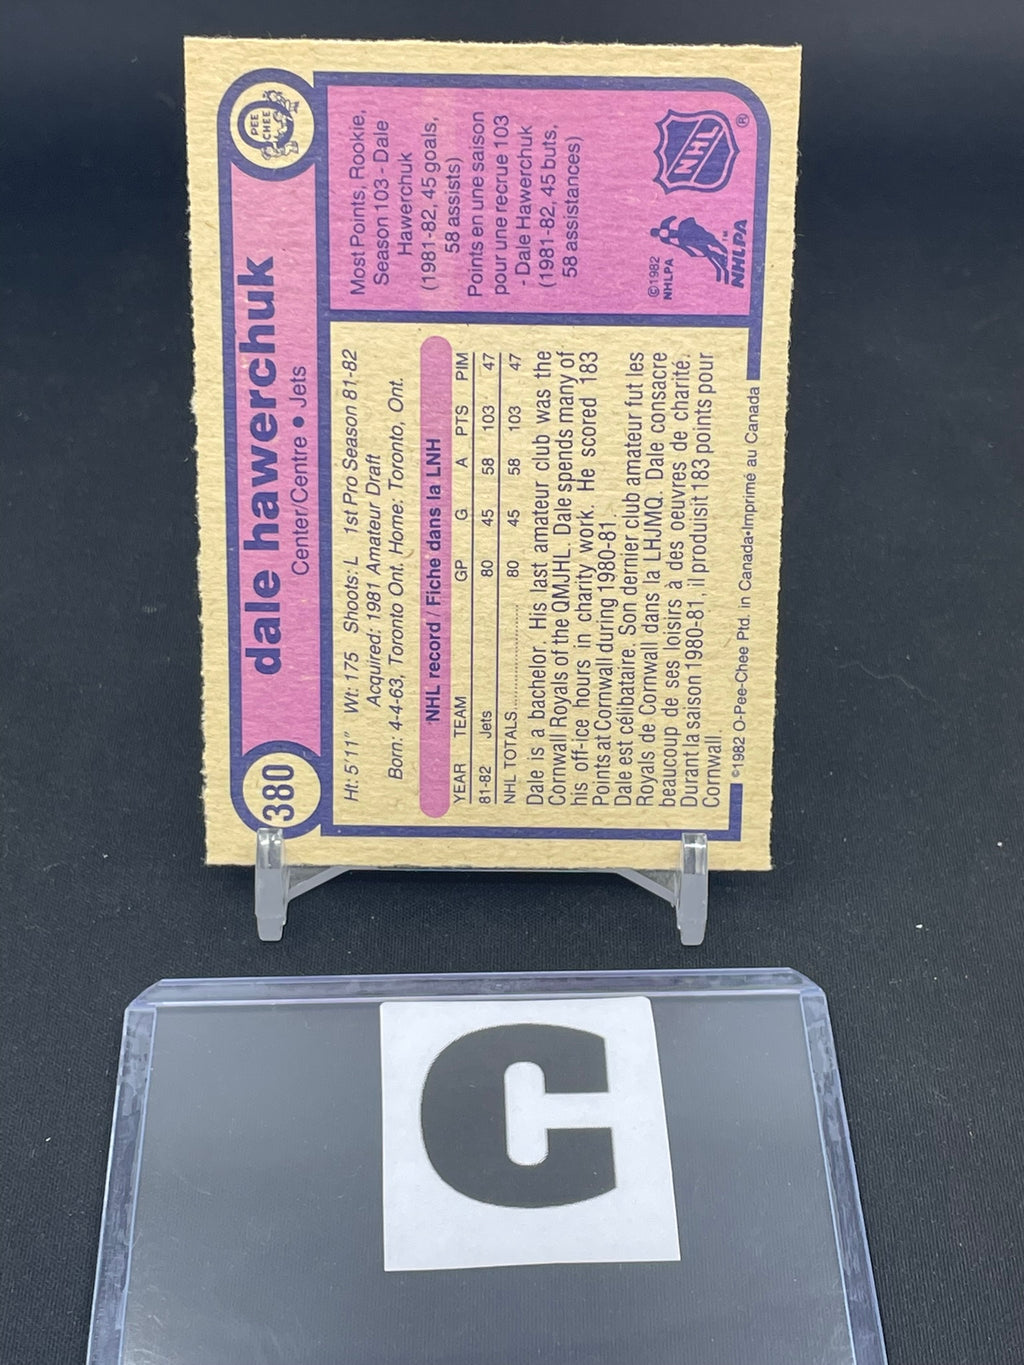 380
dale hawerchuk
Center/Centre • Jets
PEE
CHEE
Ht: 5'11" Wt: 175 Shoots: L 1st Pro Season 81-82
Acquired: 1981 Amateur Draft
Born: 4-4-63, Toronto Ont. Home: Toronto, Ont.
NHL record / Fiche dans la LNH
YEAR TEAM GP G A PTS PIM
81-82 Jets 80 45 58 103 47
NHL TOTALS.................. 80 45 58 103 47
Dale is a bachelor. His last amateur club was the
Cornwall Royals of the QMJHL. Dale spends many of
his off-ice hours in charity work. He scored 183
Points at Cornwall during 1980-81
Dale est célibataire. Son dernier club amateur fut les
Royals de Cornwall dans la LHJMQ. Dale consacre
beaucoup de ses loisirs à des oeuvres de charité.
Durant la saison 1980-81, il produisit 183 points pour
Cornwall.
©1982 O-Pee-Chee Ptd. in Canada•Imprimé au Canada
Most Points, Rookie,
Season 103 - Dale
Hawerchuk
(1981-82, 45 goals,
58 assists)
Points en une saison
pour une recrue 103
- Dale Hawerchuk
(1981-82, 45 buts,
58 assistances)
©1982
NHLPA
NHLPA™
NHL ®
C